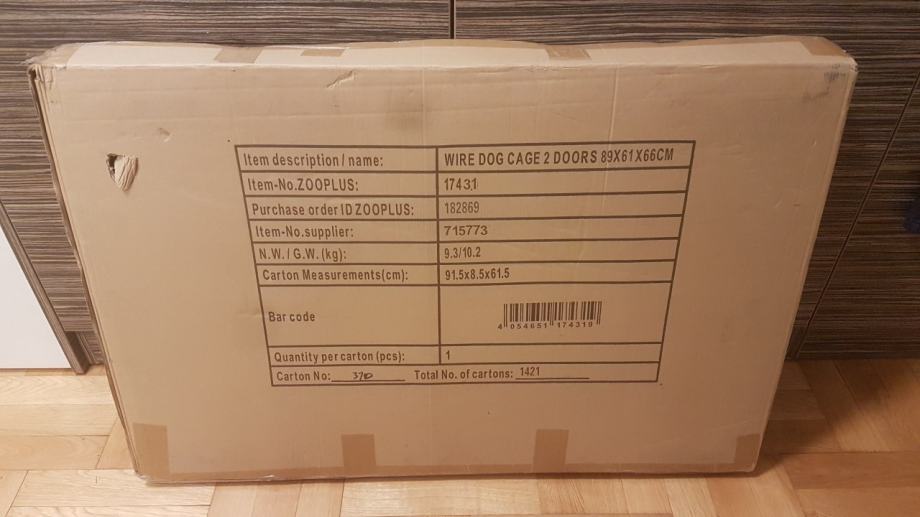 Item description / name: WIRE DOG CAGE 2 DOORS 89X61X66CM
Item-No.ZOOPLUS: 17431
Purchase order ID ZOOPLUS: 182869
Item-No.supplier: 715773
N.W. / G.W. (kg): 9.3/10.2
Carton Measurements(cm): 91.5x8.5x61.5
Bar code
4 054651 174319
Quantity per carton (pcs): 1
Carton No: 370 Total No. of cartons: 1421